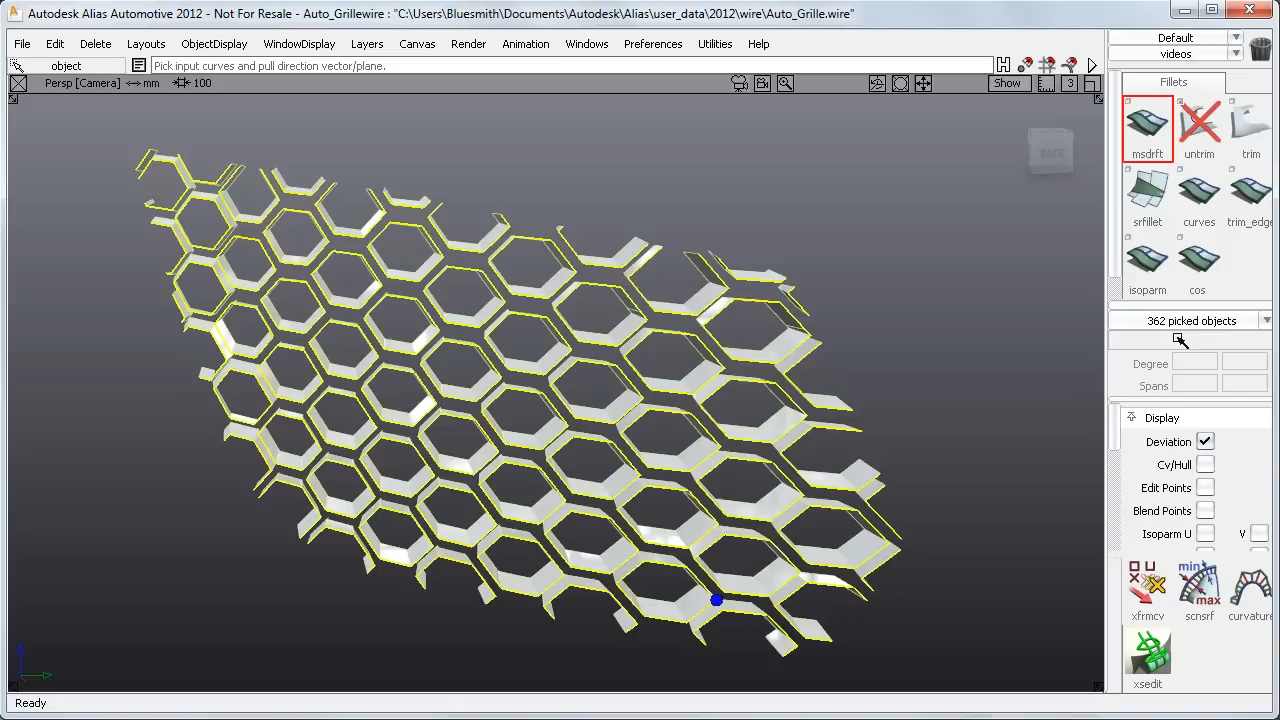 Autodesk Alias Automotive 2012 - Not For Resale - Auto_Grillewire : "C:\Users\Bluesmith\Documents\Autodesk\Alias\user_data\2012\wire\Auto_Grille.wire"
File Edit Delete Layouts ObjectDisplay WindowDisplay Layers Canvas Render Animation Windows Preferences Utilities Help
object Pick input curves and pull direction vector/plane.
Persp [Camera] <-> mm 100 Show 3
BACK
Default
videos
Fillets
msdrft untrim trim
srfillet curves trim_edge
isoparm cos
362 picked objects
Degree
Spans
Display
Deviation
Cv/Hull
Edit Points
Blend Points
Isoparm U V
min
max
xfrmcv scnsrf curvature
xsedit
Ready